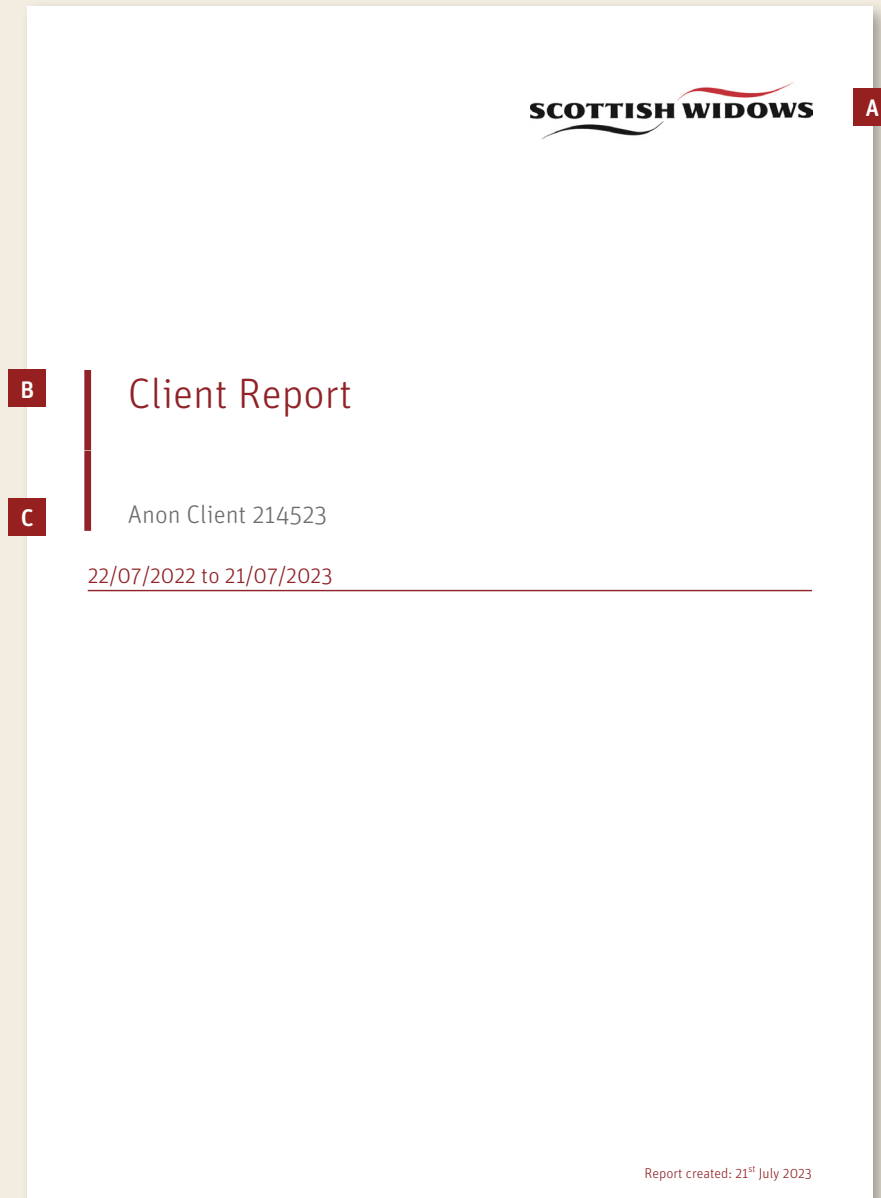 SCOTTISH WIDOWS
A
B
Client Report
C
Anon Client 214523
22/07/2022 to 21/07/2023
Report created: 21st July 2023